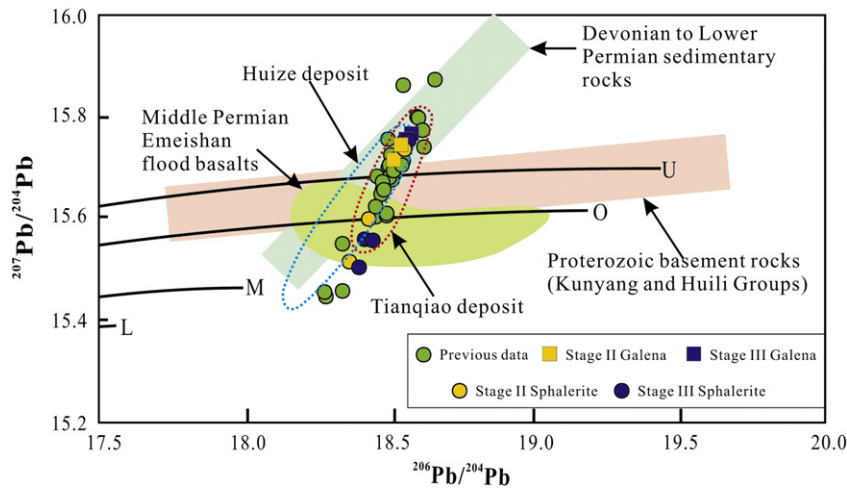 16.0
15.8
15.6
15.4
15.2
²⁰⁷Pb/²⁰⁴Pb
Devonian to Lower
Permian sedimentary
rocks
Huize deposit
Middle Permian
Emeishan
flood basalts
U
O
M
L
Proterozoic basement rocks
(Kunyang and Huili Groups)
Tianqiao deposit
Previous data
Stage II Galena
Stage III Galena
Stage II Sphalerite
Stage III Sphalerite
17.5
18.0
18.5
19.0
19.5
20.0
²⁰⁶Pb/²⁰⁴Pb